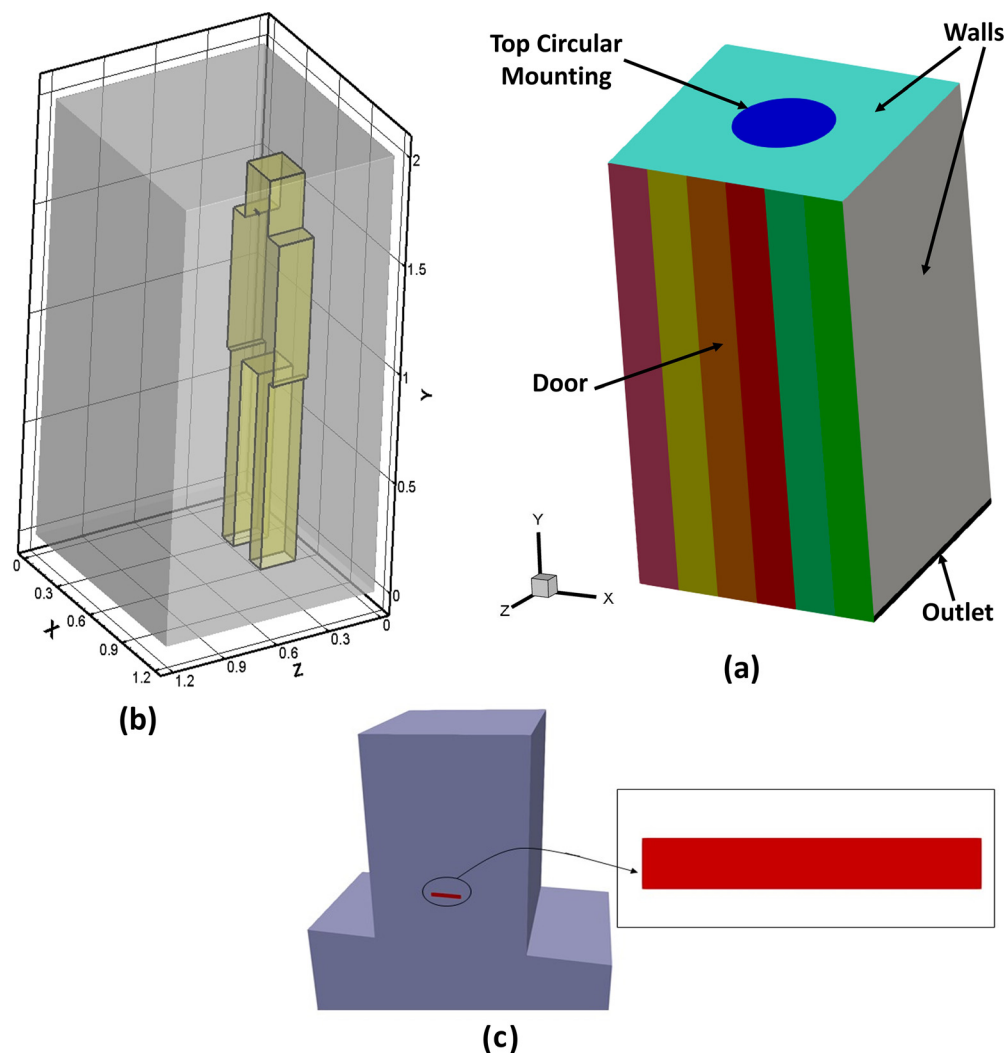 Top Circular
Mounting
Walls
Door
Outlet
Y
X
Z
(a)
2
1.5
1
0.5
0
Y
0
0.3
0.6
0.9
1.2
X
1.2
0.9
0.6
0.3
0
Z
(b)
(c)